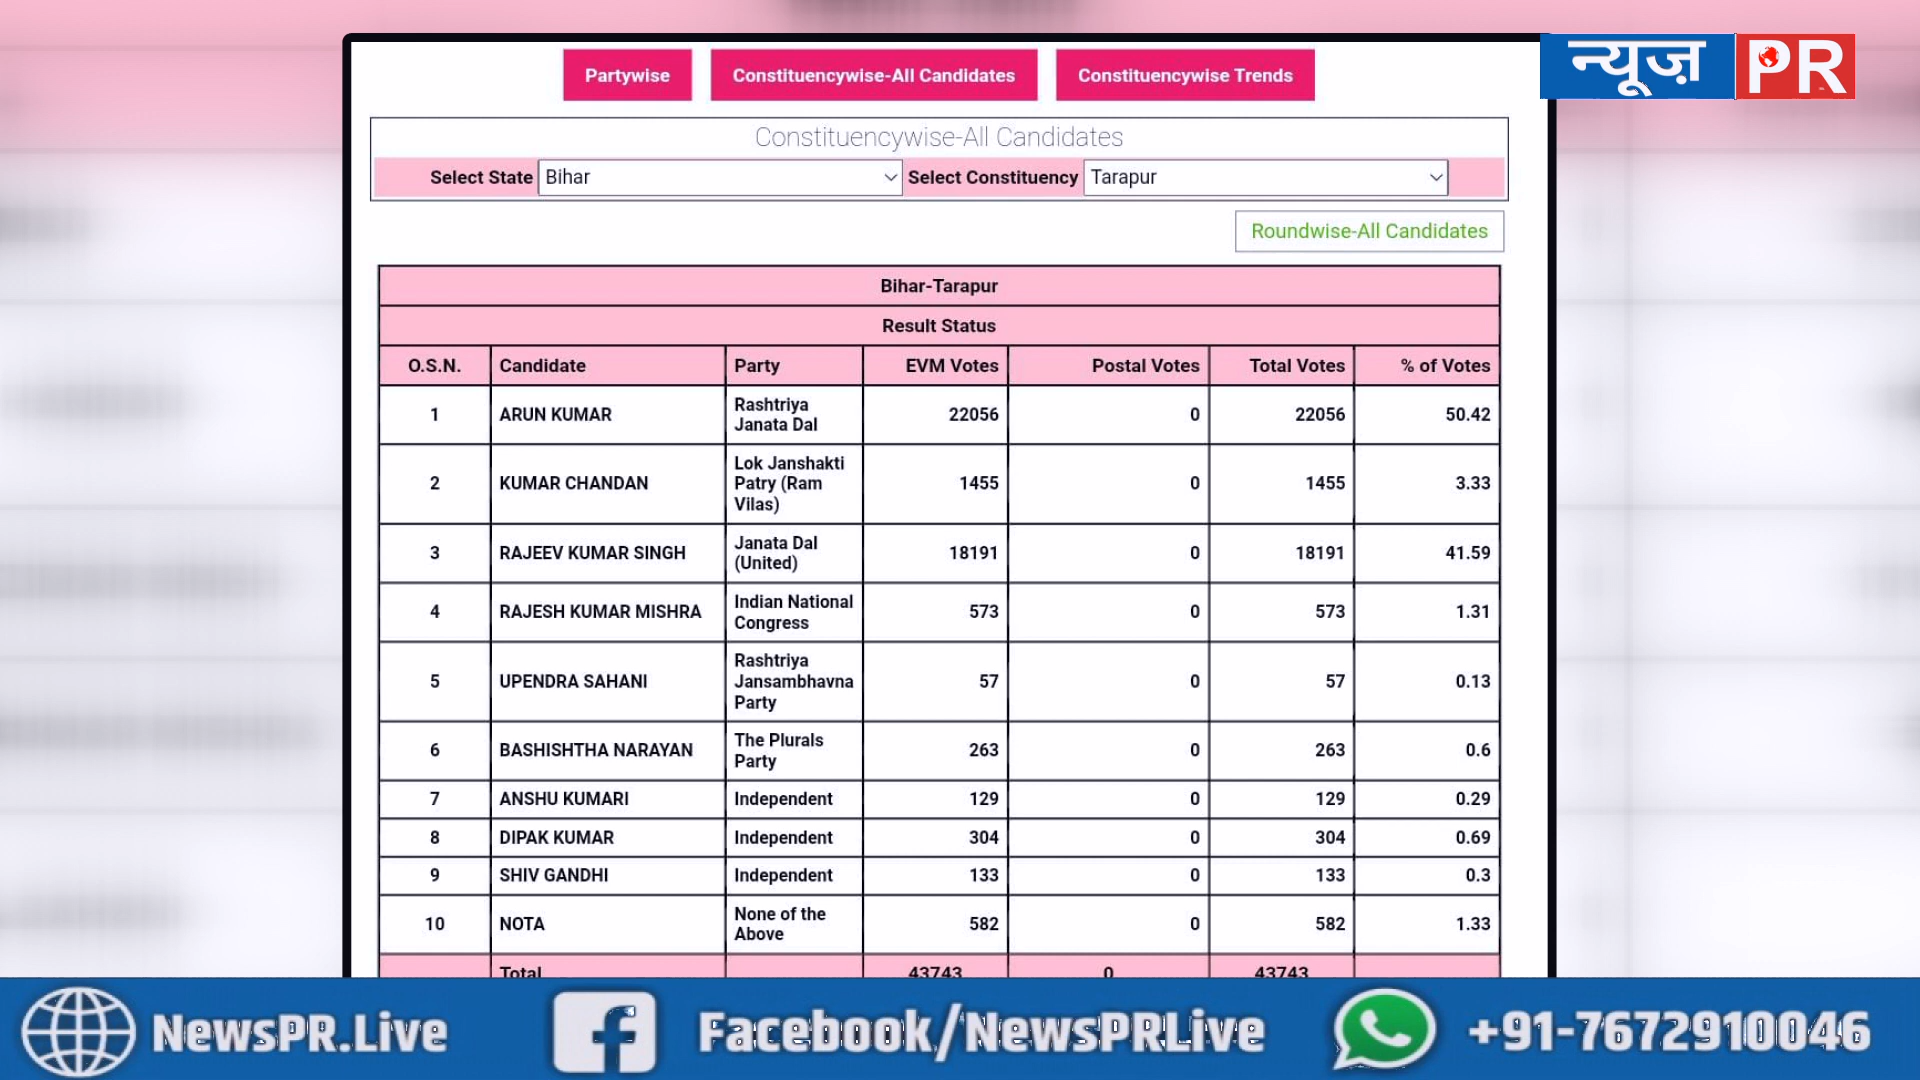 न्यूज़ PR
Partywise Constituencywise-All Candidates Constituencywise Trends
Constituencywise-All Candidates
Select State Bihar Select Constituency Tarapur
Roundwise-All Candidates
Bihar-Tarapur
Result Status
O.S.N. Candidate Party EVM Votes Postal Votes Total Votes % of Votes
1 ARUN KUMAR Rashtriya Janata Dal 22056 0 22056 50.42
2 KUMAR CHANDAN Lok Janshakti Patry (Ram Vilas) 1455 0 1455 3.33
3 RAJEEV KUMAR SINGH Janata Dal (United) 18191 0 18191 41.59
4 RAJESH KUMAR MISHRA Indian National Congress 573 0 573 1.31
5 UPENDRA SAHANI Rashtriya Jansambhavna Party 57 0 57 0.13
6 BASHISHTHA NARAYAN The Plurals Party 263 0 263 0.6
7 ANSHU KUMARI Independent 129 0 129 0.29
8 DIPAK KUMAR Independent 304 0 304 0.69
9 SHIV GANDHI Independent 133 0 133 0.3
10 NOTA None of the Above 582 0 582 1.33
Total 43743 0 43743
NewsPR.Live Facebook/NewsPRLive +91-7672910046